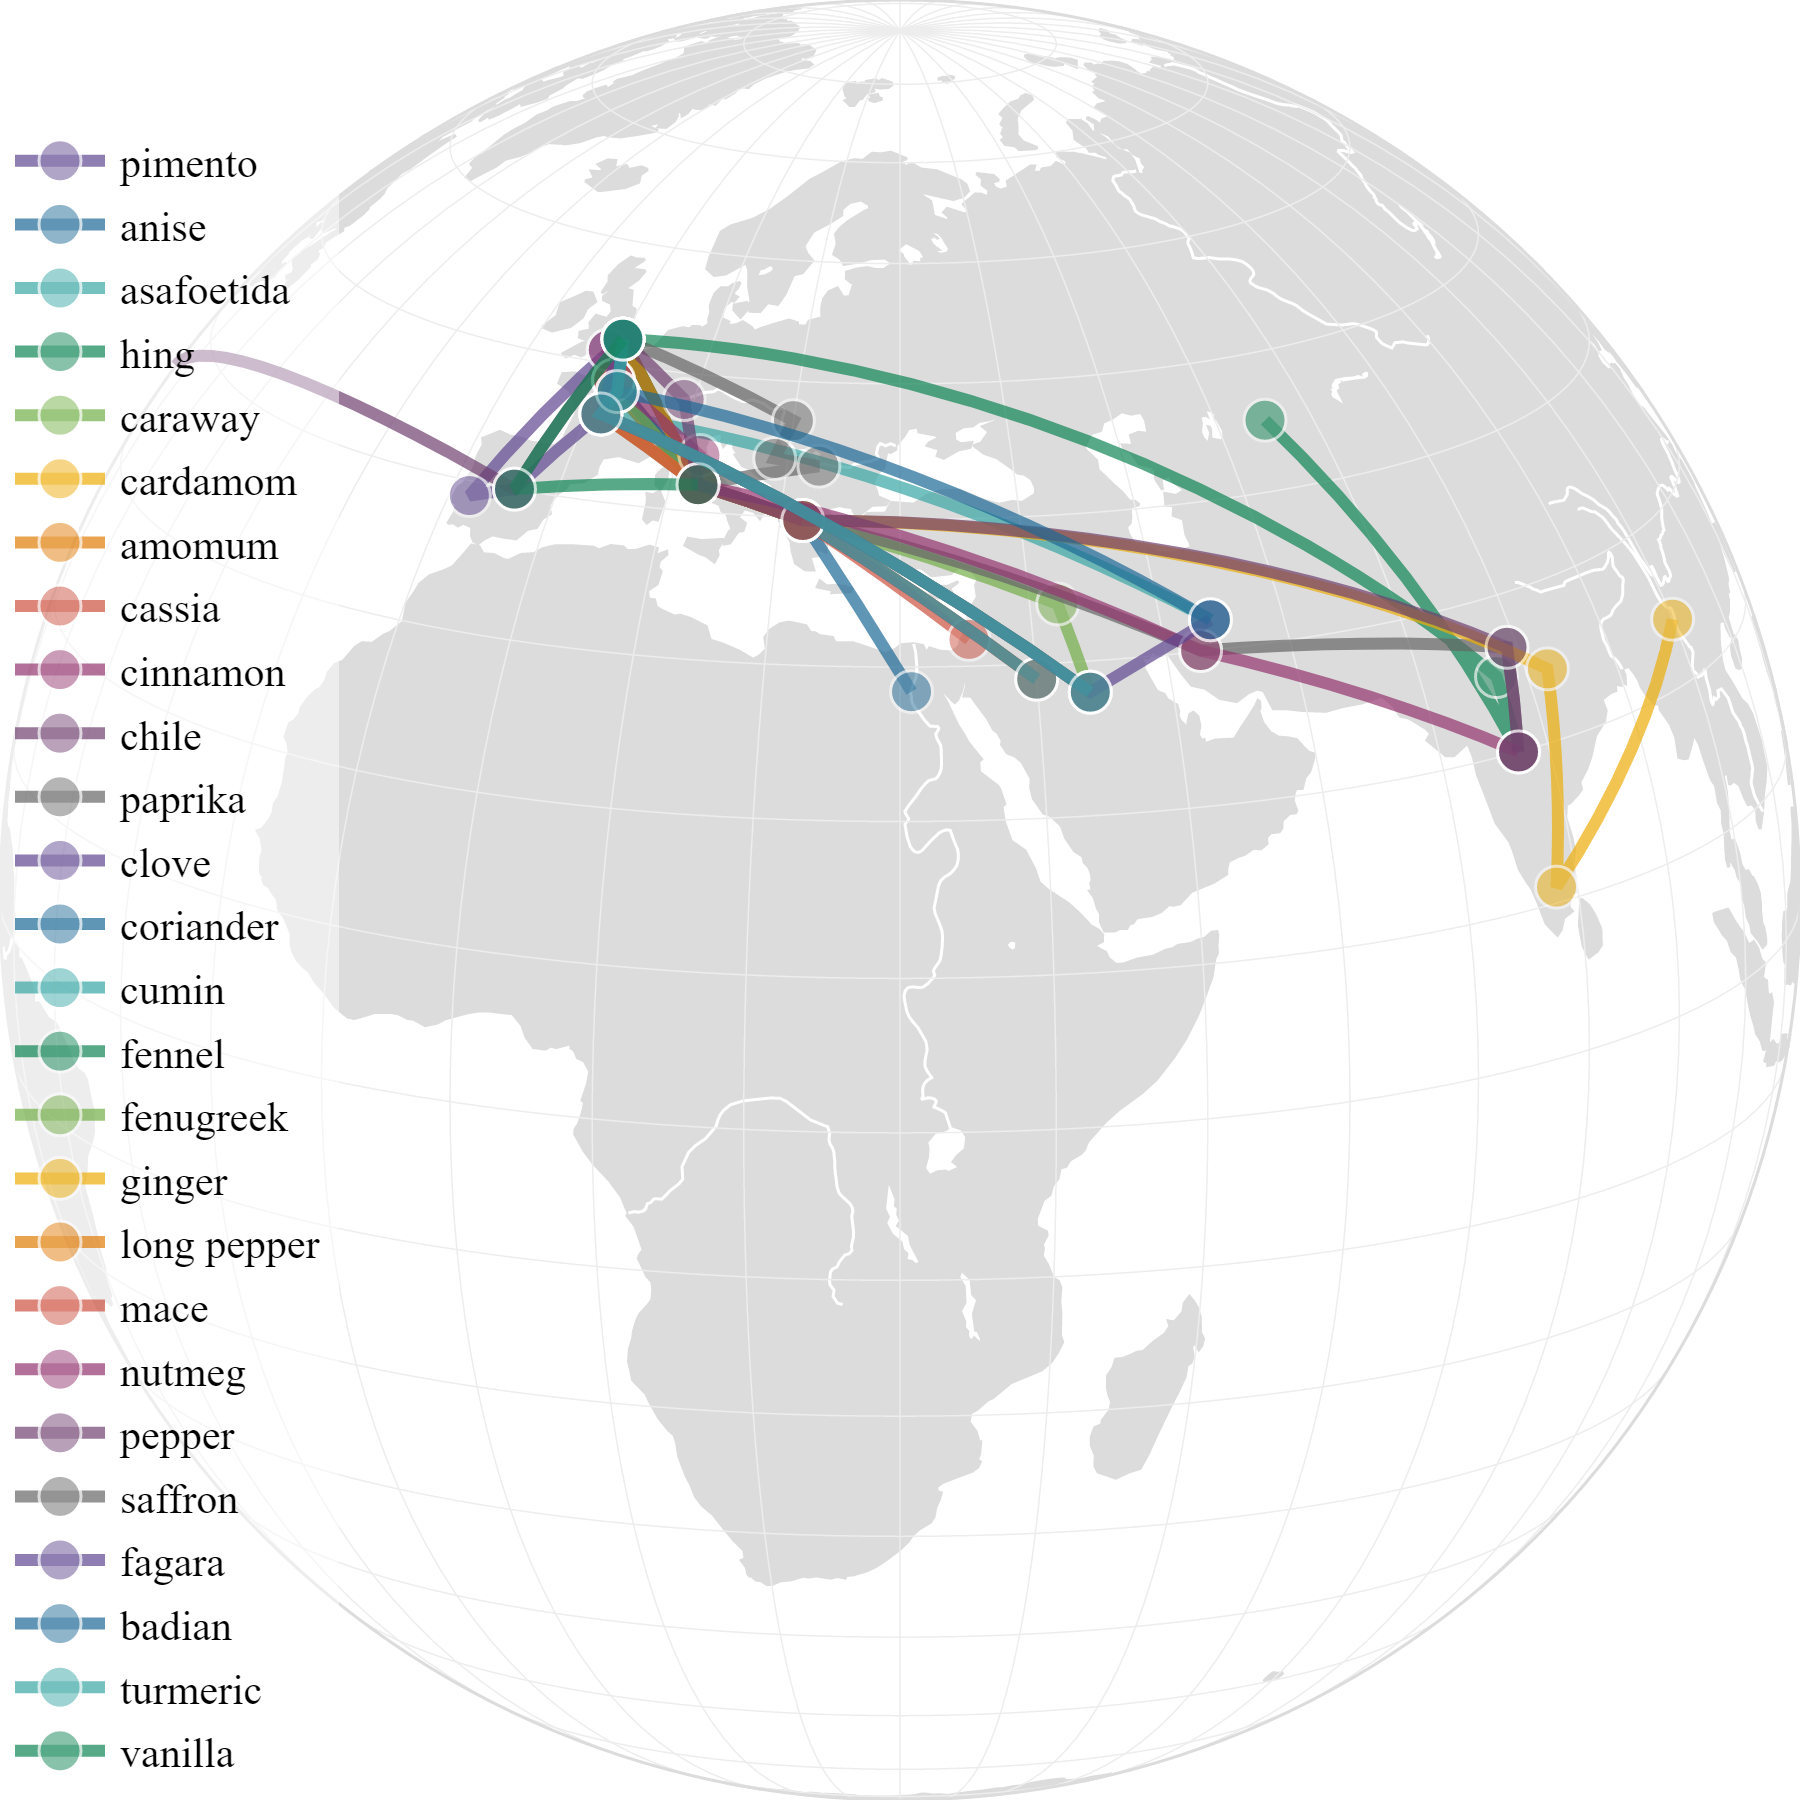 pimento
anise
asafoetida
hing
caraway
cardamom
amomum
cassia
cinnamon
chile
paprika
clove
coriander
cumin
fennel
fenugreek
ginger
long pepper
mace
nutmeg
pepper
saffron
fagara
badian
turmeric
vanilla